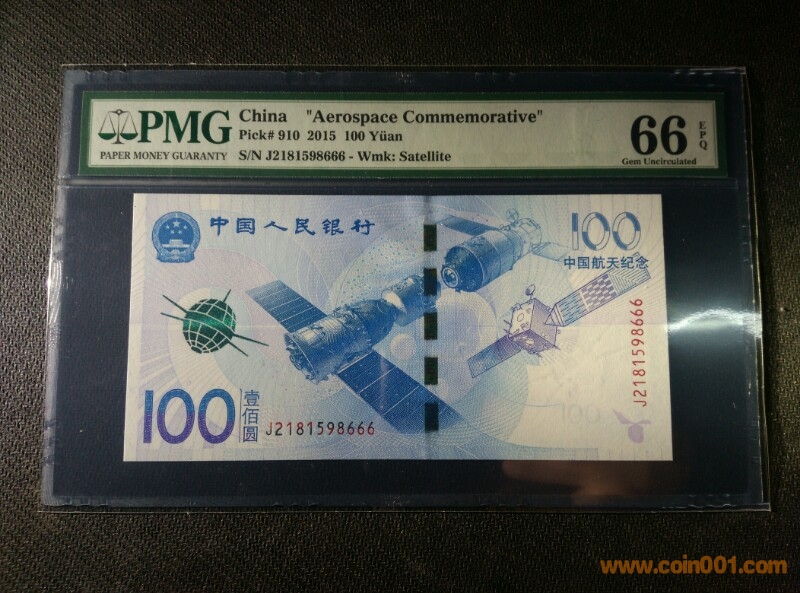 PMG
PAPER MONEY GUARANTY
China "Aerospace Commemorative"
Pick# 910 2015 100 Yüan
S/N J2181598666 - Wmk: Satellite
66
EPQ
Gem Uncirculated
中国人民银行
100
中国航天纪念
J2181598666
100
壹佰圆
J2181598666
100
www.coin001.com